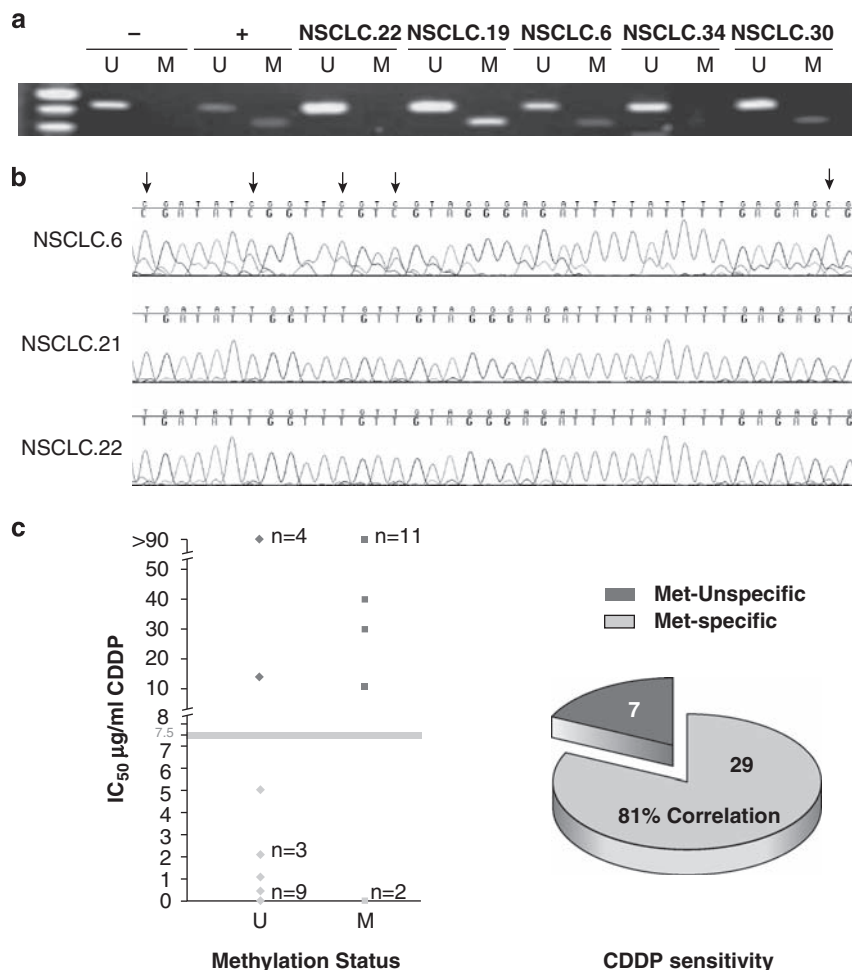 a
− + NSCLC.22 NSCLC.19 NSCLC.6 NSCLC.34 NSCLC.30
U M U M U M U M U M U M U M
b
C G A T A T C G G T T C G T C G T A G G G A G A T T T T A T T T T G A G A G C G
NSCLC.6
T G A T A T T G G T T T G T T G T A G G G A G A T T T T A T T T T G A G A G T
NSCLC.21
T G A T A T T G G T T T G T T G T A G G G A G A T T T T A T T T T G A G A G T G
NSCLC.22
c
>90
50
40
30
20
10
8
7.5
7
6
5
4
3
2
1
0
IC50 µg/ml CDDP
n=4
n=11
n=3
n=9
n=2
U M
Methylation Status
Met-Unspecific
Met-specific
7
29
81% Correlation
CDDP sensitivity